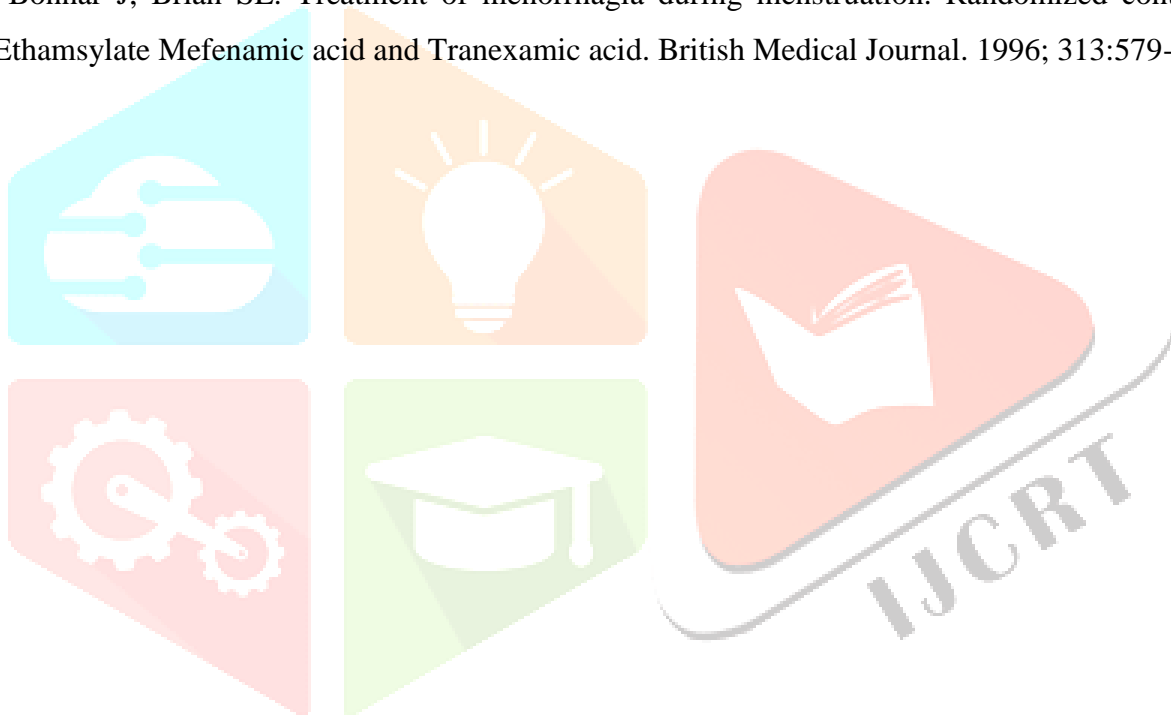 Bonnar J, Brian SE. Treatment of menorrhagia during menstruation. Randomized con
Ethamsylate Mefenamic acid and Tranexamic acid. British Medical Journal. 1996; 313:579-
IJCRT